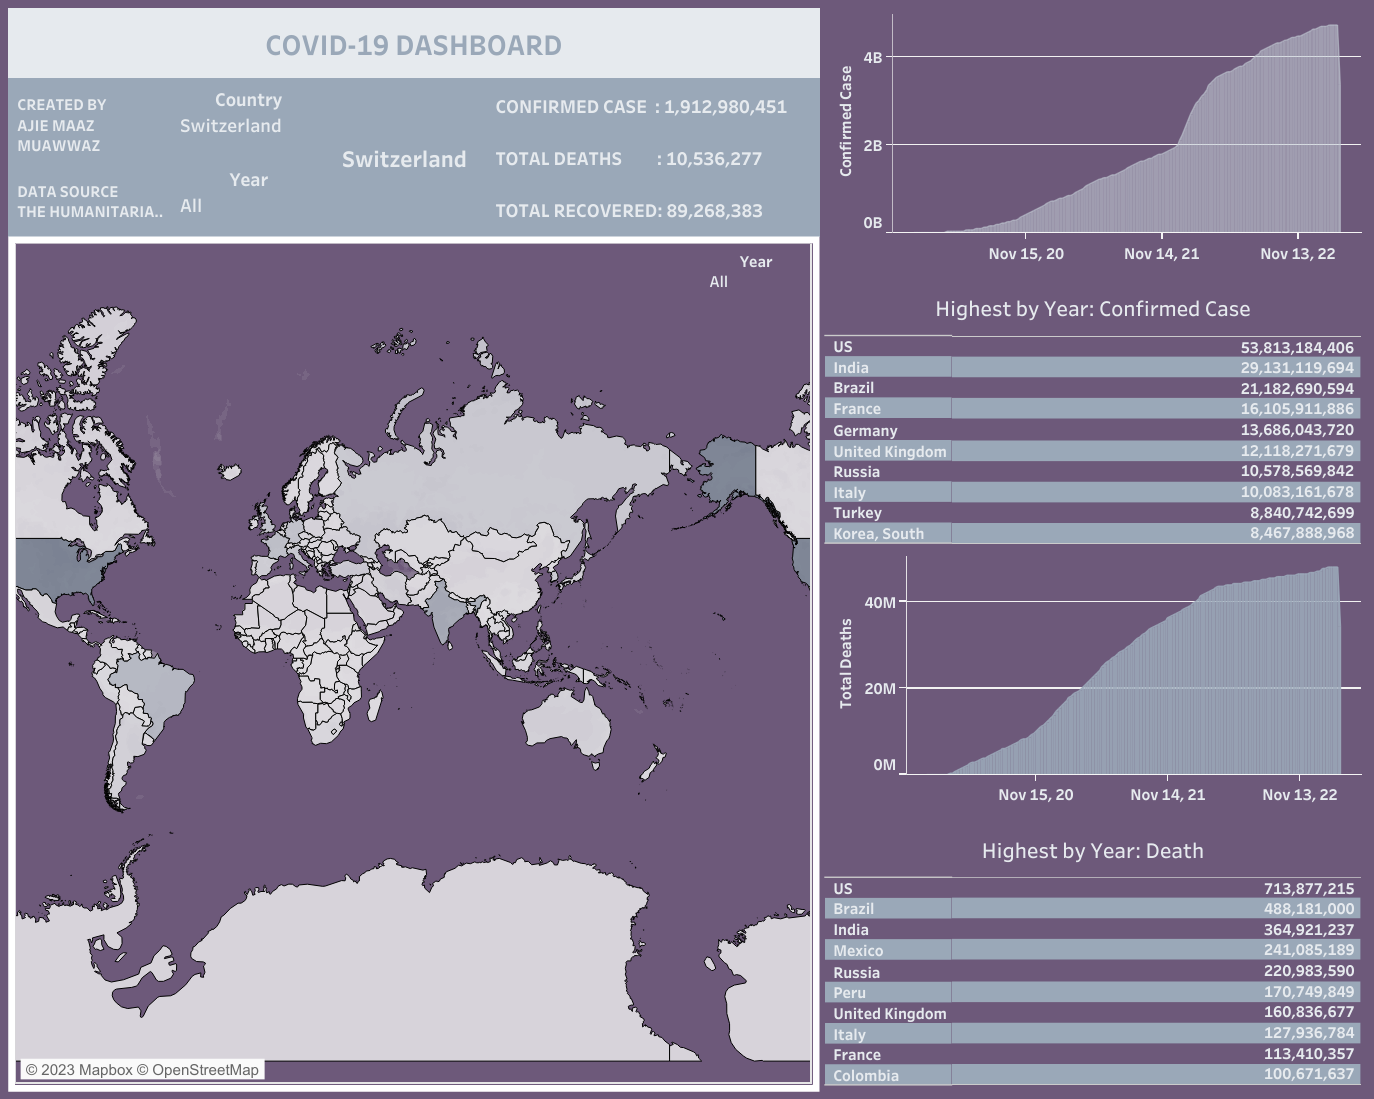 COVID-19 DASHBOARD
CREATED BY
AJIE MAAZ
MUAWWAZ
DATA SOURCE
THE HUMANITARIA..
Country
Switzerland
Year
All
Switzerland
CONFIRMED CASE : 1,912,980,451
TOTAL DEATHS : 10,536,277
TOTAL RECOVERED: 89,268,383
Year
All
© 2023 Mapbox © OpenStreetMap
Confirmed Case
4B
2B
0B
Nov 15, 20
Nov 14, 21
Nov 13, 22
Highest by Year: Confirmed Case
US 53,813,184,406
India 29,131,119,694
Brazil 21,182,690,594
France 16,105,911,886
Germany 13,686,043,720
United Kingdom 12,118,271,679
Russia 10,578,569,842
Italy 10,083,161,678
Turkey 8,840,742,699
Korea, South 8,467,888,968
Total Deaths
40M
20M
0M
Nov 15, 20
Nov 14, 21
Nov 13, 22
Highest by Year: Death
US 713,877,215
Brazil 488,181,000
India 364,921,237
Mexico 241,085,189
Russia 220,983,590
Peru 170,749,849
United Kingdom 160,836,677
Italy 127,936,784
France 113,410,357
Colombia 100,671,637